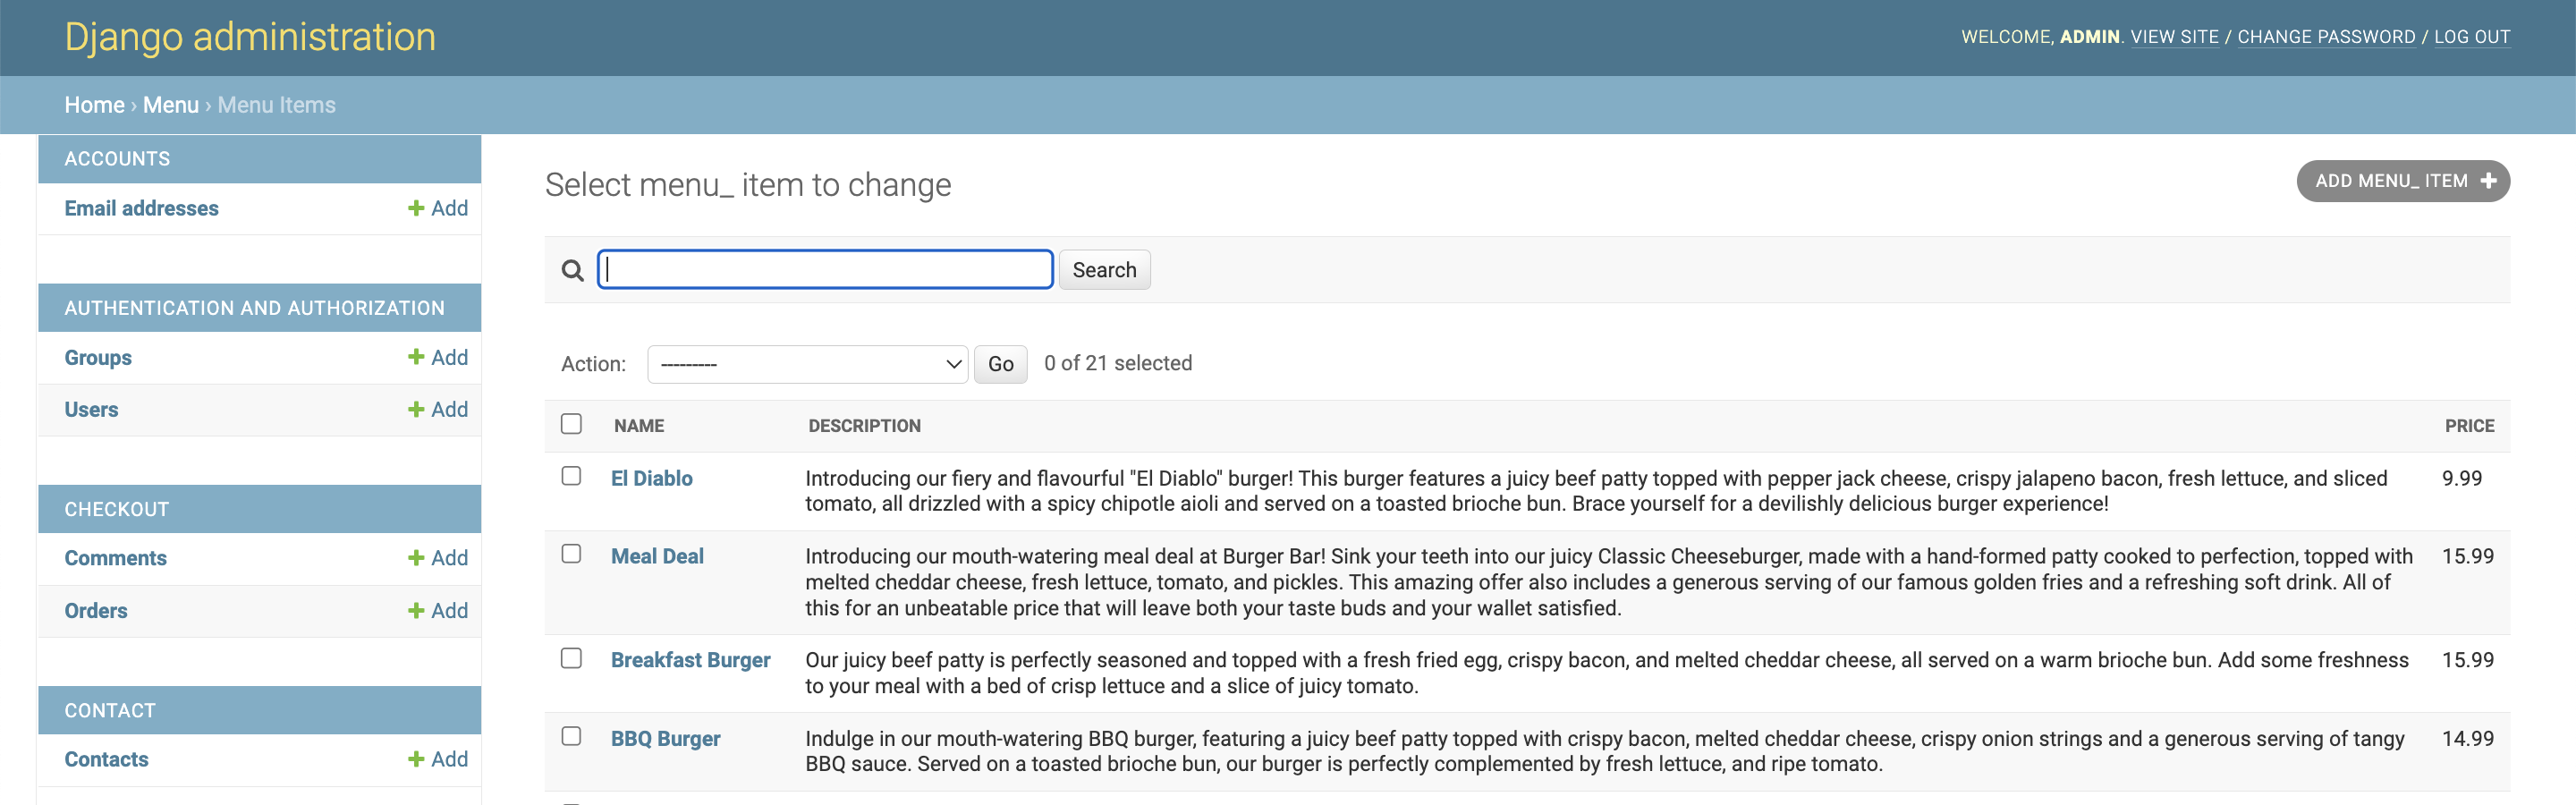 Django administration
WELCOME, ADMIN. VIEW SITE / CHANGE PASSWORD / LOG OUT
Home › Menu › Menu Items
ACCOUNTS
Email addresses + Add
AUTHENTICATION AND AUTHORIZATION
Groups + Add
Users + Add
CHECKOUT
Comments + Add
Orders + Add
CONTACT
Contacts + Add
Select menu_ item to change
ADD MENU_ ITEM +
Search
Action: --------- Go 0 of 21 selected
NAME DESCRIPTION PRICE
El Diablo Introducing our fiery and flavourful "El Diablo" burger! This burger features a juicy beef patty topped with pepper jack cheese, crispy jalapeno bacon, fresh lettuce, and sliced 9.99
tomato, all drizzled with a spicy chipotle aioli and served on a toasted brioche bun. Brace yourself for a devilishly delicious burger experience!
Meal Deal Introducing our mouth-watering meal deal at Burger Bar! Sink your teeth into our juicy Classic Cheeseburger, made with a hand-formed patty cooked to perfection, topped with 15.99
melted cheddar cheese, fresh lettuce, tomato, and pickles. This amazing offer also includes a generous serving of our famous golden fries and a refreshing soft drink. All of
this for an unbeatable price that will leave both your taste buds and your wallet satisfied.
Breakfast Burger Our juicy beef patty is perfectly seasoned and topped with a fresh fried egg, crispy bacon, and melted cheddar cheese, all served on a warm brioche bun. Add some freshness 15.99
to your meal with a bed of crisp lettuce and a slice of juicy tomato.
BBQ Burger Indulge in our mouth-watering BBQ burger, featuring a juicy beef patty topped with crispy bacon, melted cheddar cheese, crispy onion strings and a generous serving of tangy 14.99
BBQ sauce. Served on a toasted brioche bun, our burger is perfectly complemented by fresh lettuce, and ripe tomato.